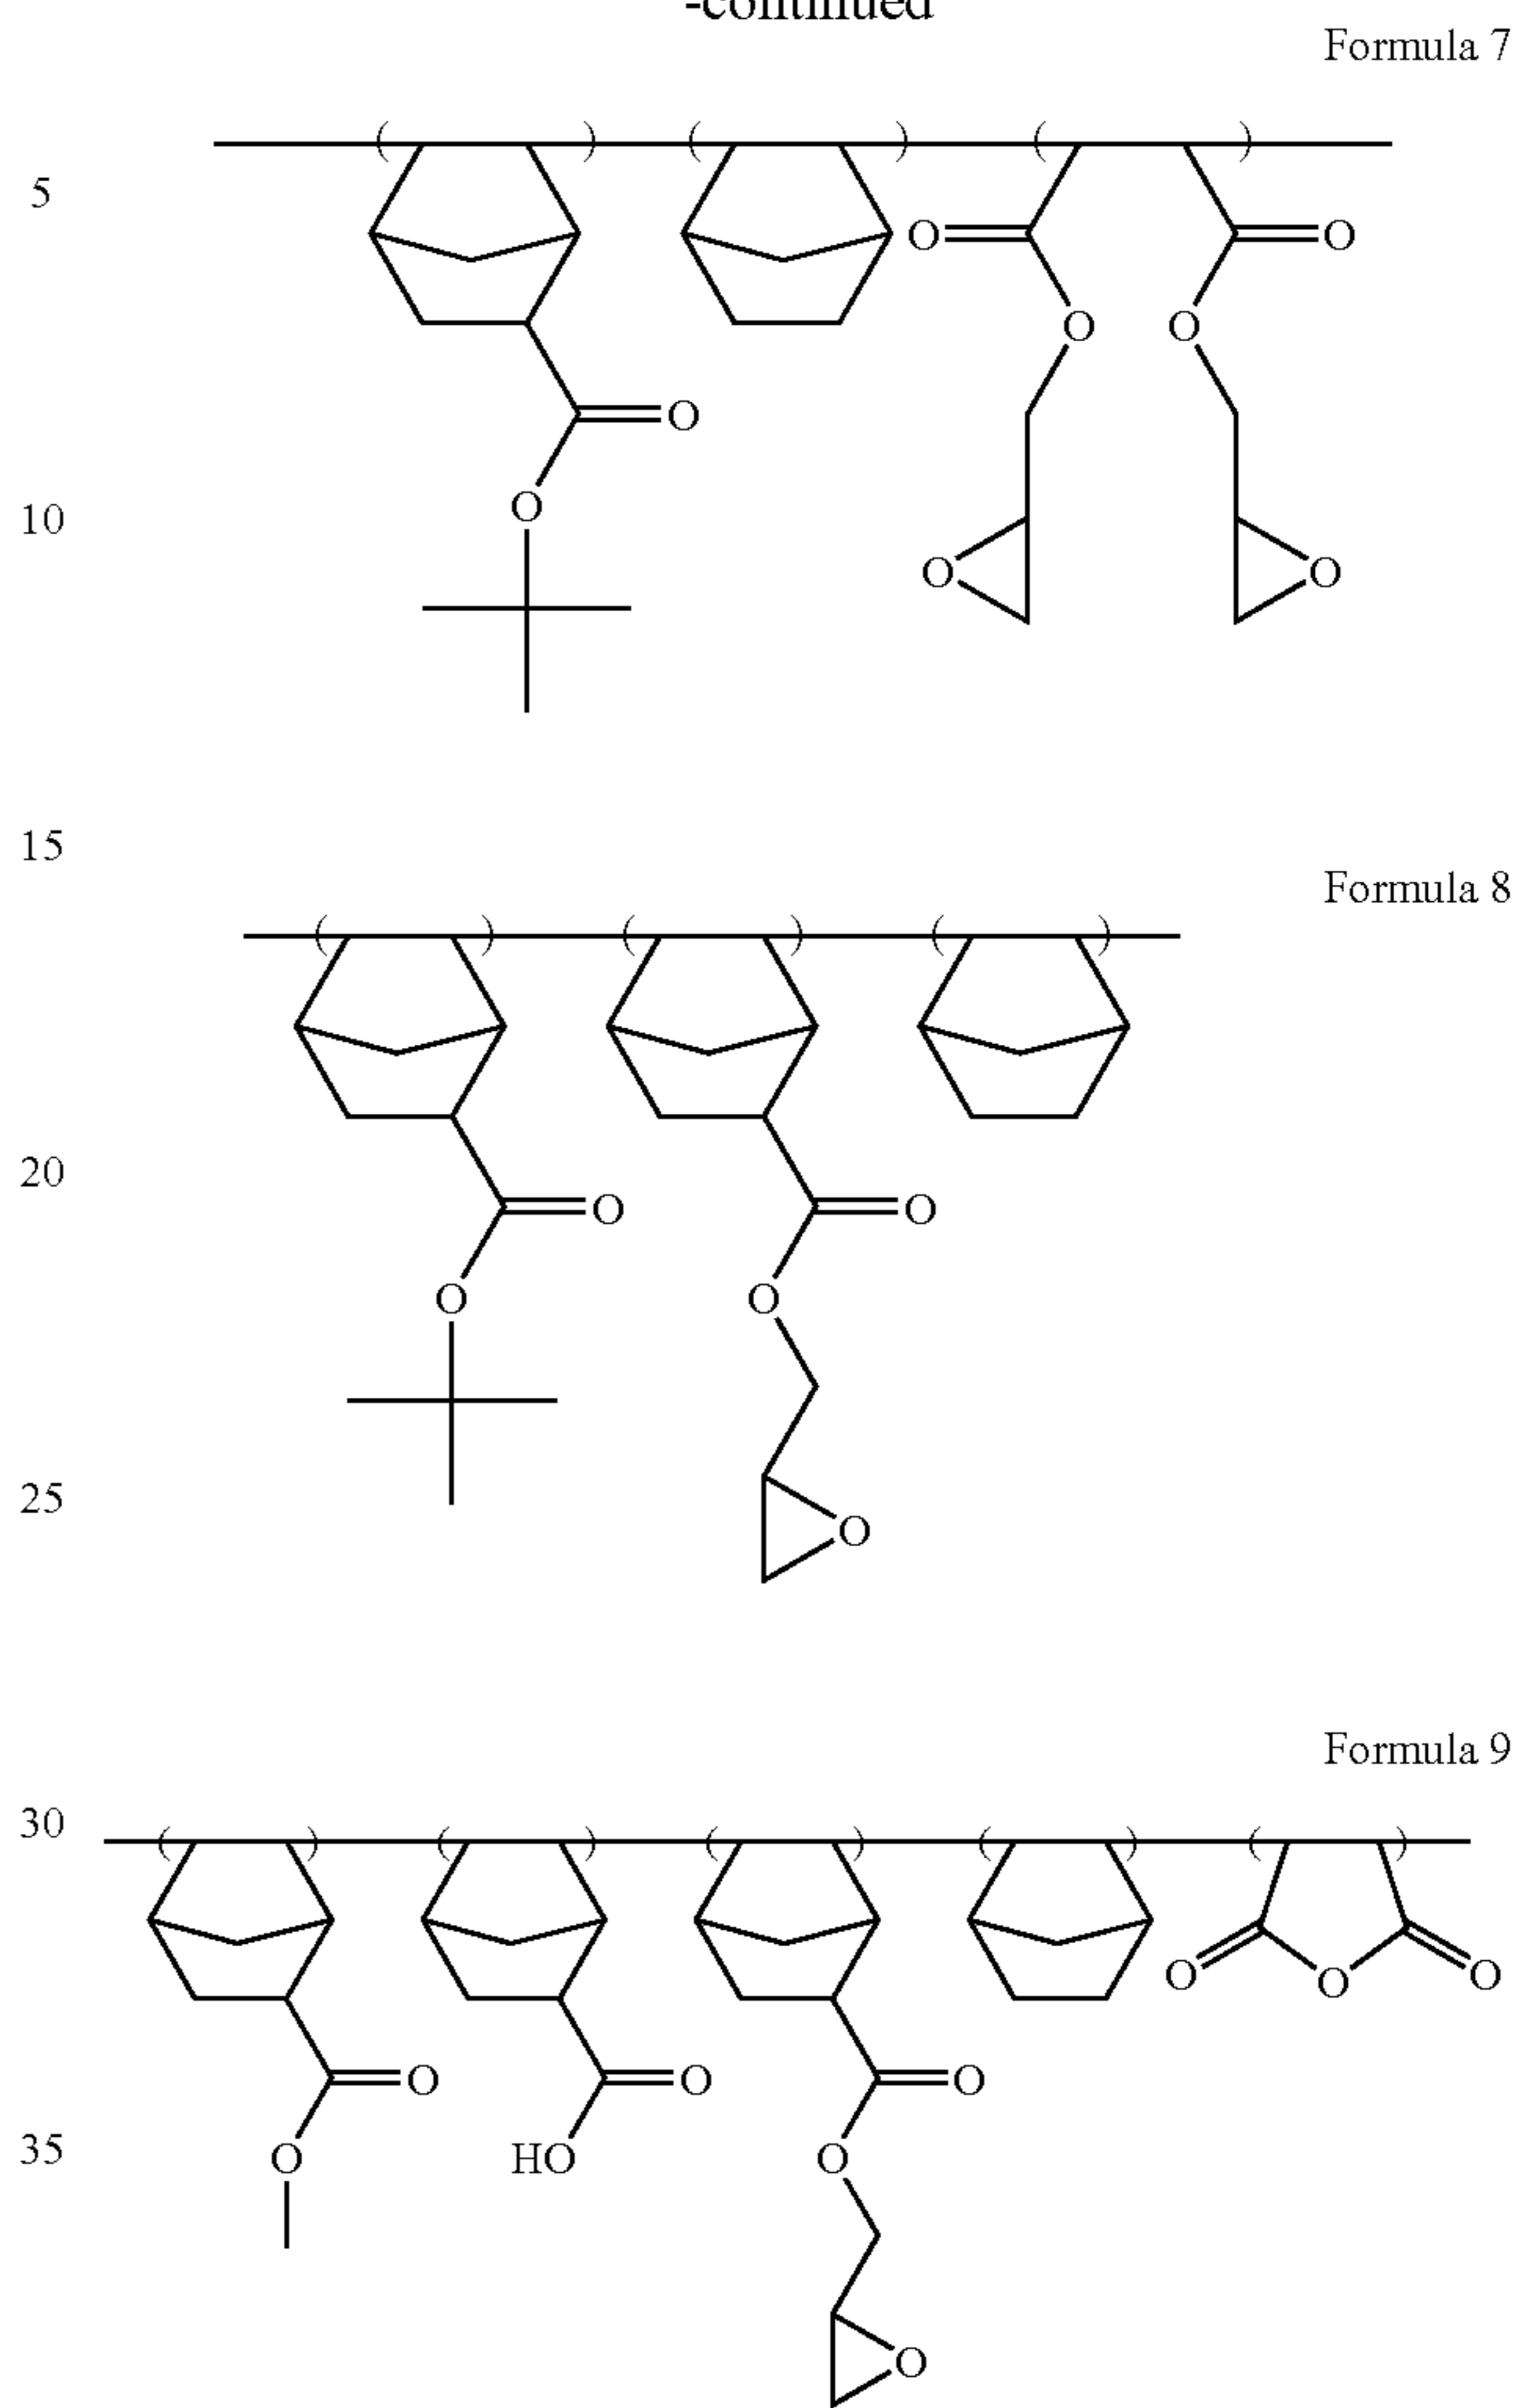 -continued
Formula 7
5
O O
O O
O
O
10
O O
15
Formula 8
20
O O
O O
25
O
Formula 9
30
O O O
O O O
35
O HO O
O